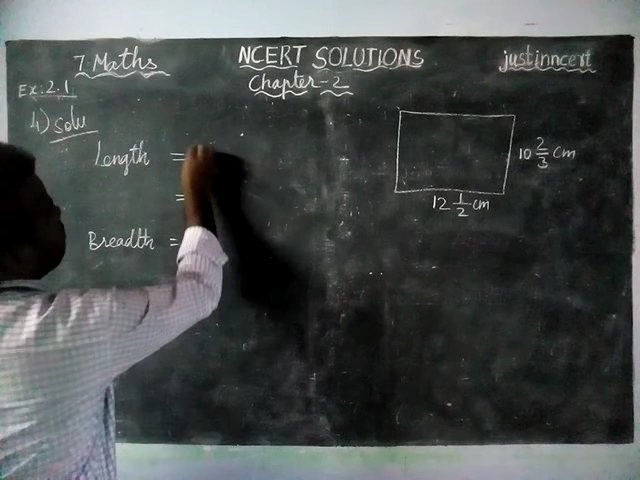 7. Maths NCERT SOLUTIONS justinncert
Chapter-2
Ex:2.1
4) Solu
Length =
10 2/3 cm
=
12 1/2 cm
Breadth =